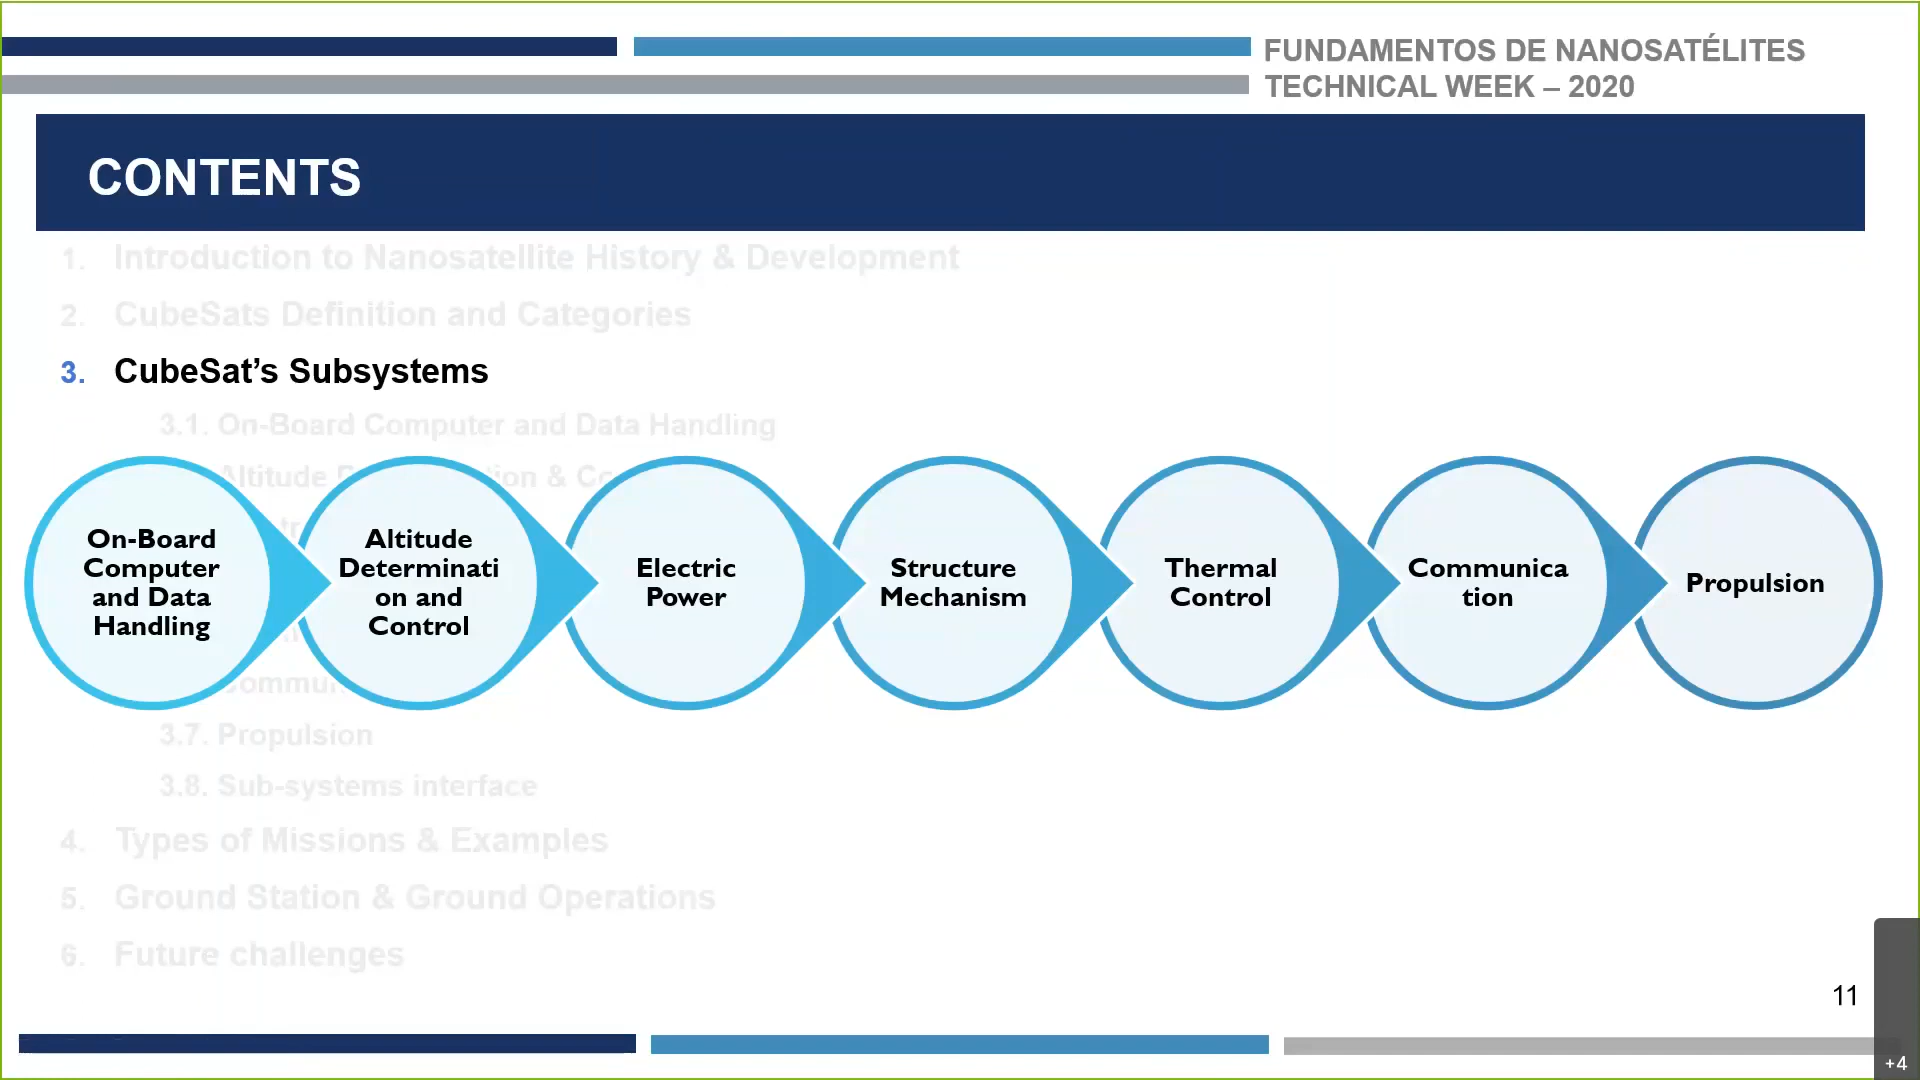 FUNDAMENTOS DE NANOSATÉLITES
TECHNICAL WEEK – 2020
CONTENTS
1. Introduction to Nanosatellite History & Development
2. CubeSats Definition and Categories
3. CubeSat’s Subsystems
3.1. On-Board Computer and Data Handling
Altitude
On-Board
Computer
and Data
Handling
Altitude
Determinati
on and
Control
Electric
Power
Structure
Mechanism
Thermal
Control
Communica
tion
Propulsion
3.7. Propulsion
3.8. Sub-systems interface
4. Types of Missions & Examples
5. Ground Station & Ground Operations
6. Future challenges
11
+4